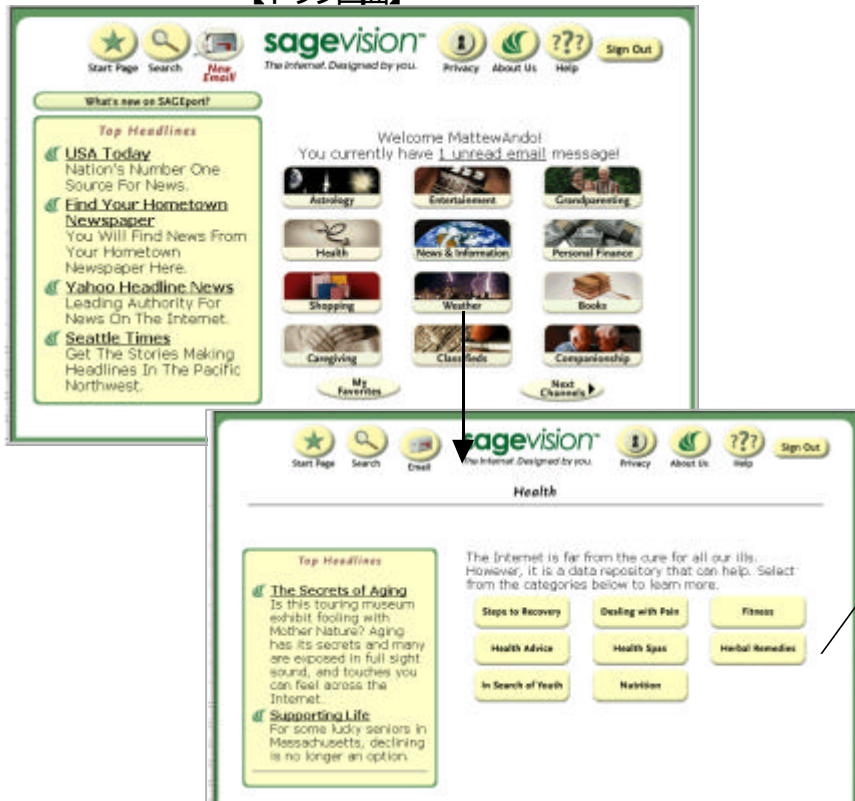 【トップ画面】
Start Page
Search
New Email!
sagevision
The Internet. Designed by you.
Privacy
About Us
Help
Sign Out
What's new on SAGEport?
Top Headlines
USA Today
Nation's Number One
Source For News.
Find Your Hometown
Newspaper
You Will Find News From
Your Hometown
Newspaper Here.
Yahoo Headline News
Leading Authority For
News On The Internet.
Seattle Times
Get The Stories Making
Headlines In The Pacific
Northwest.
Welcome MattewAndo!
You currently have 1 unread email message!
Astrology
Entertainment
Grandparenting
Health
News & Information
Personal Finance
Shopping
Weather
Books
Caregiving
Classifieds
Companionship
My Favorites
Next Channels
Start Page
Search
Email
sagevision
The Internet. Designed by you.
Privacy
About Us
Help
Sign Out
Health
Top Headlines
The Secrets of Aging
Is this touring museum
exhibit fooling with
Mother Nature? Aging
has its secrets and many
are exposed in full sight
sound, and touches you
can feel across the
Internet.
Supporting Life
For some lucky seniors in
Massachusetts, declining
is no longer an option.
The Internet is far from the cure for all our ills.
However, it is a data repository that can help. Select
from the categories below to learn more.
Steps to Recovery
Dealing with Pain
Fitness
Health Advice
Health Spas
Herbal Remedies
In Search of Youth
Nutrition